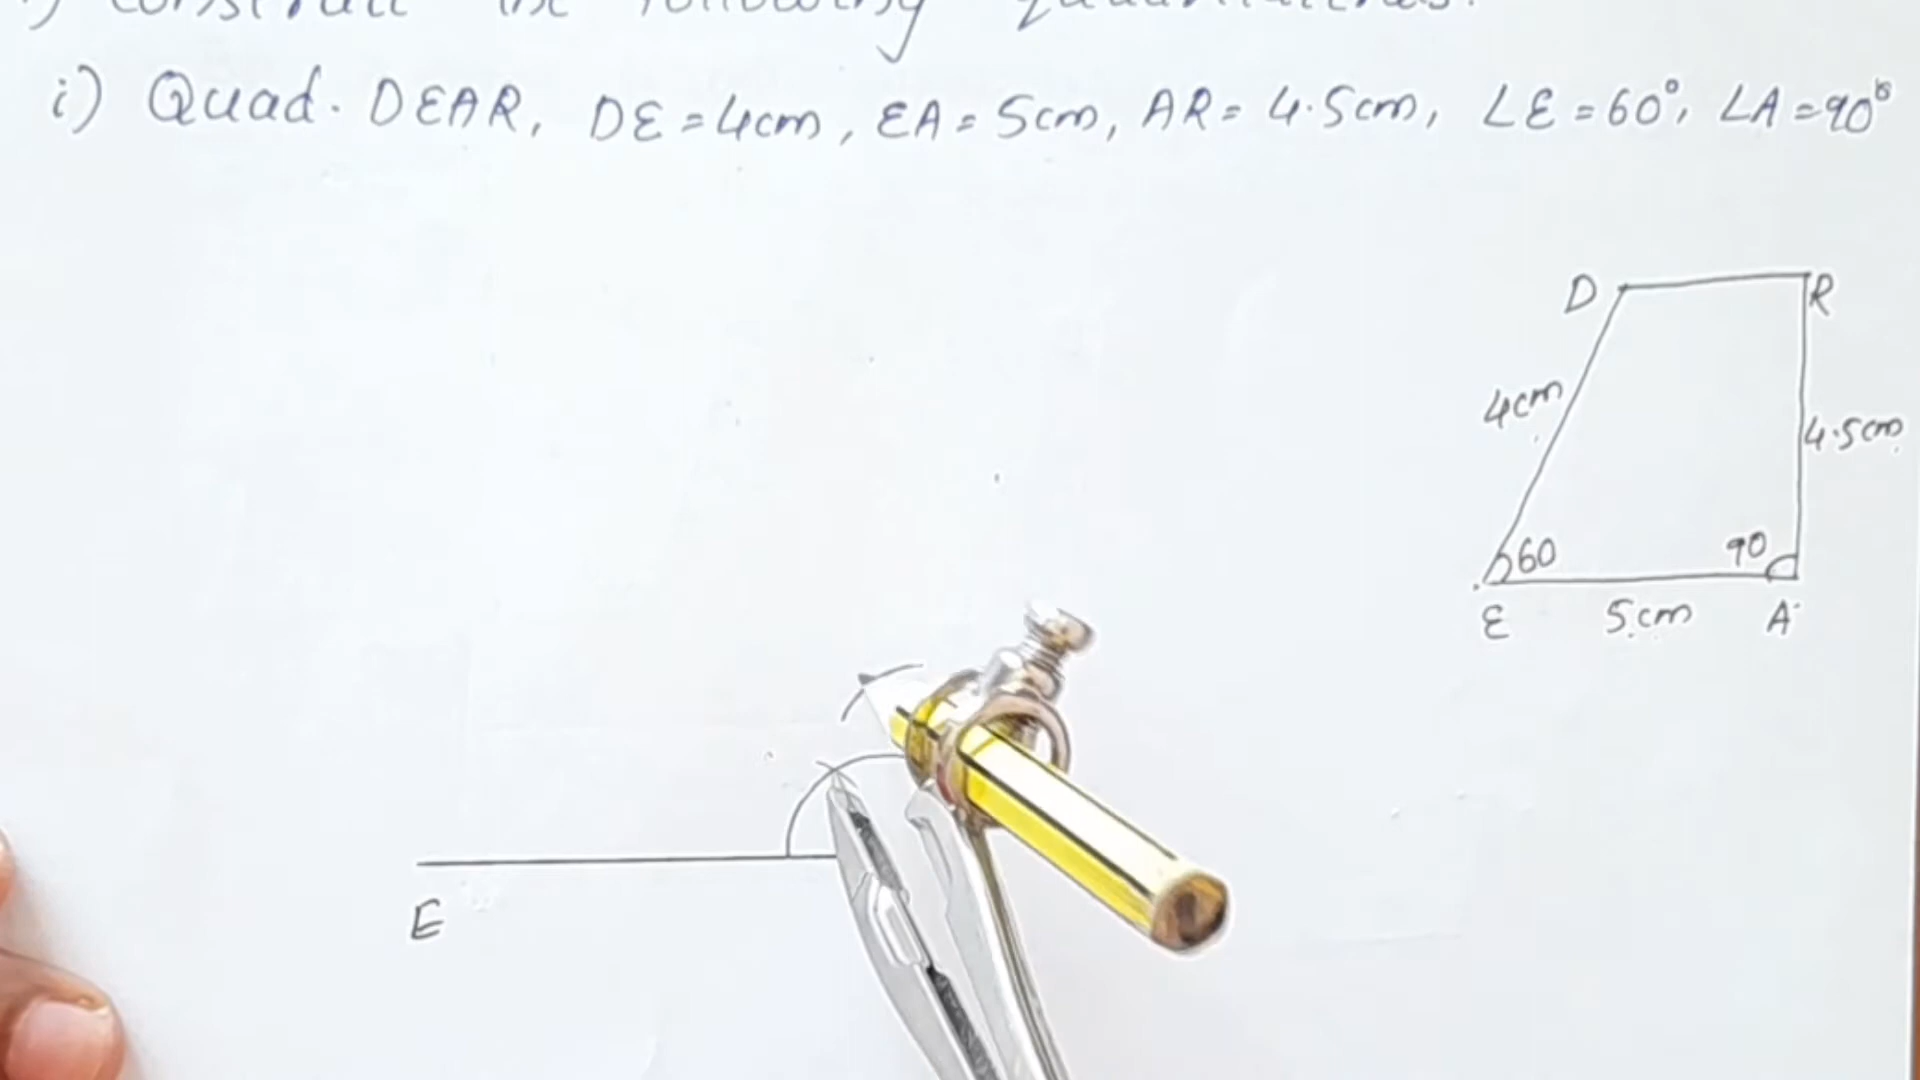 i) Quad. DEAR, DE = 4cm, EA = 5cm, AR = 4.5cm, ∠E = 60°, ∠A = 90°
D R
4cm 4.5cm
60 90
E 5cm A
E